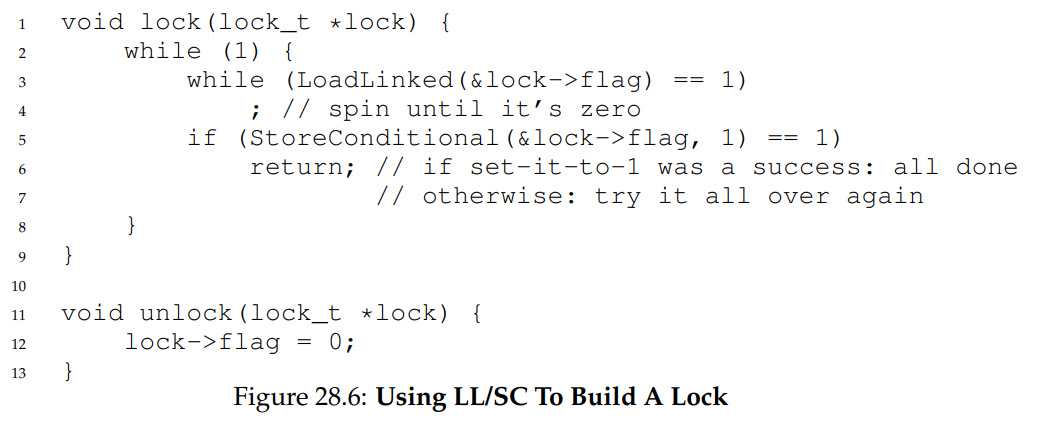 1 void lock(lock_t *lock) {
2 while (1) {
3 while (LoadLinked(&lock->flag) == 1)
4 ; // spin until it's zero
5 if (StoreConditional(&lock->flag, 1) == 1)
6 return; // if set-it-to-1 was a success: all done
7 // otherwise: try it all over again
8 }
9 }
10
11 void unlock(lock_t *lock) {
12 lock->flag = 0;
13 }
Figure 28.6: Using LL/SC To Build A Lock